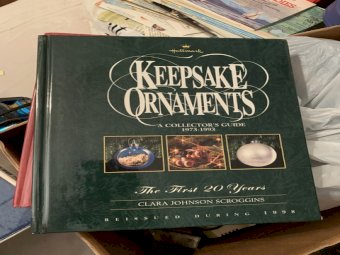 Hallmark
KEEPSAKE
ORNAMENTS
A COLLECTOR'S GUIDE
1973-1993
The First 20 Years
CLARA JOHNSON SCROGGINS
REISSUED DURING 1998